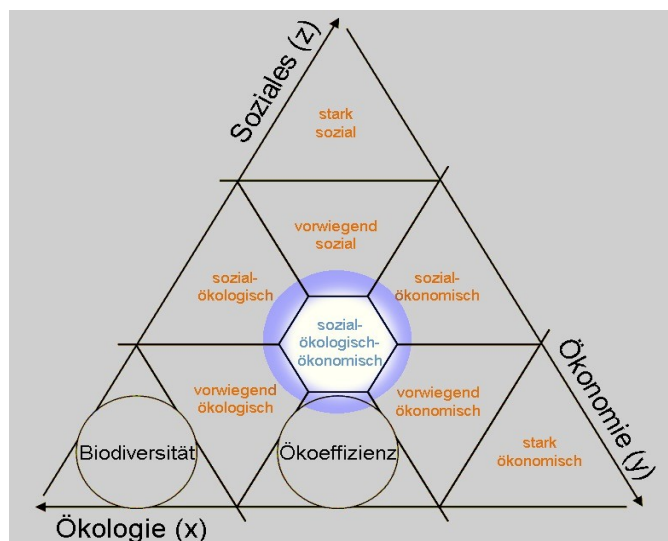 Soziales (z)
stark
sozial
vorwiegend
sozial
sozial-
ökologisch
sozial-
ökonomisch
sozial-
ökologisch-
ökonomisch
Ökonomie (y)
vorwiegend
ökologisch
vorwiegend
ökonomisch
stark
ökonomisch
Biodiversität
Ökoeffizienz
Ökologie (x)